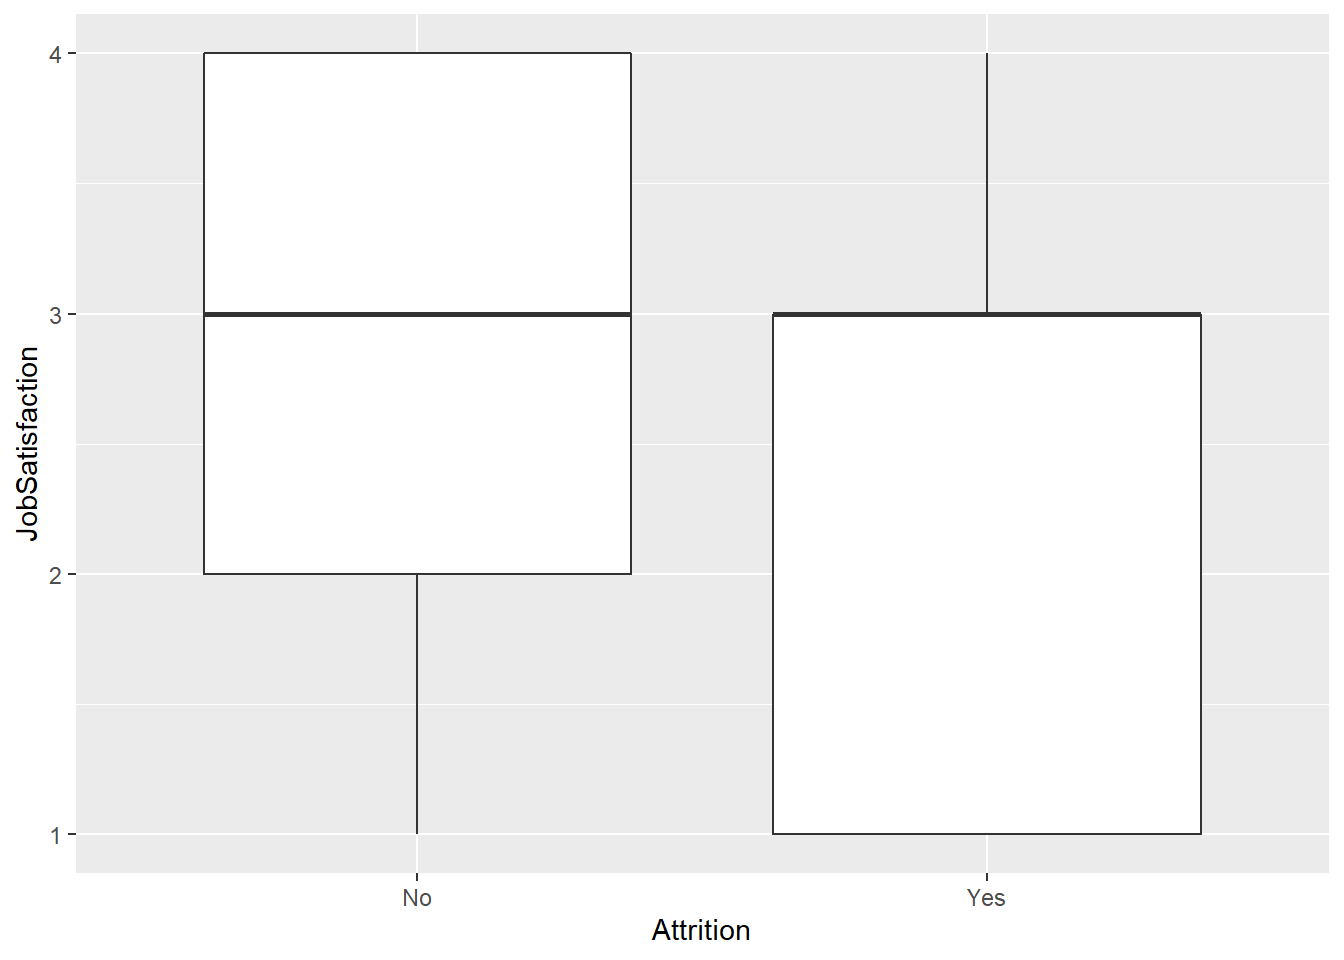 4
3
2
1
JobSatisfaction
No
Yes
Attrition